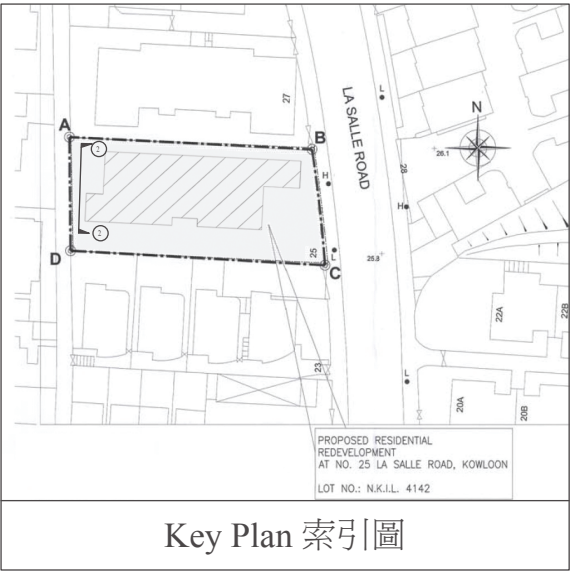 27
A
B
2
L
LA SALLE ROAD
N
26.1
28
H
H
2
D
25
L
C
25.8
22A
22B
23
L
20A
20B
PROPOSED RESIDENTIAL
REDEVELOPMENT
AT NO. 25 LA SALLE ROAD, KOWLOON
LOT NO.: N.K.I.L. 4142
Key Plan 索引圖